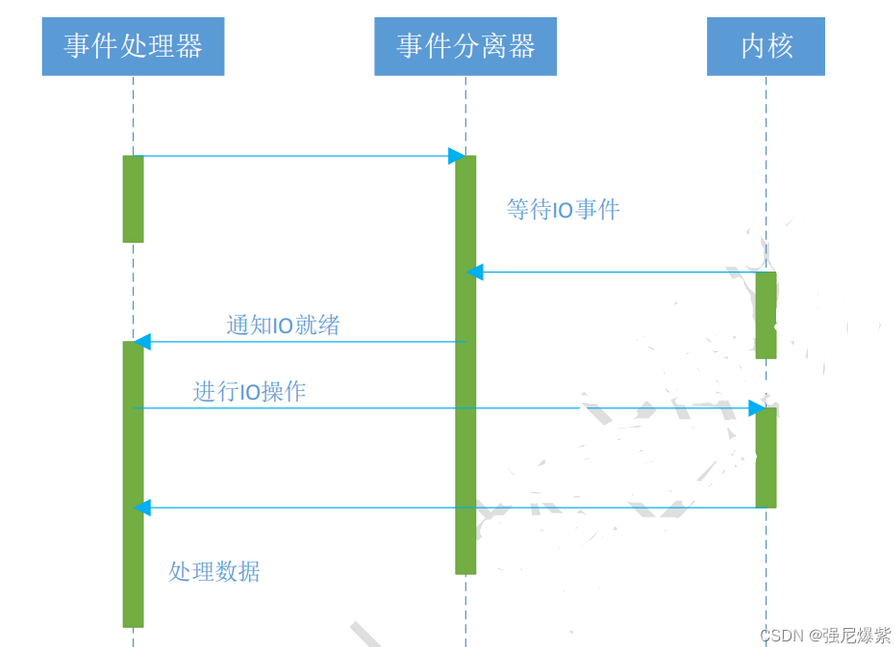 事件处理器
事件分离器
内核
等待IO事件
通知IO就绪
进行IO操作
处理数据
CSDN @强尼爆紫